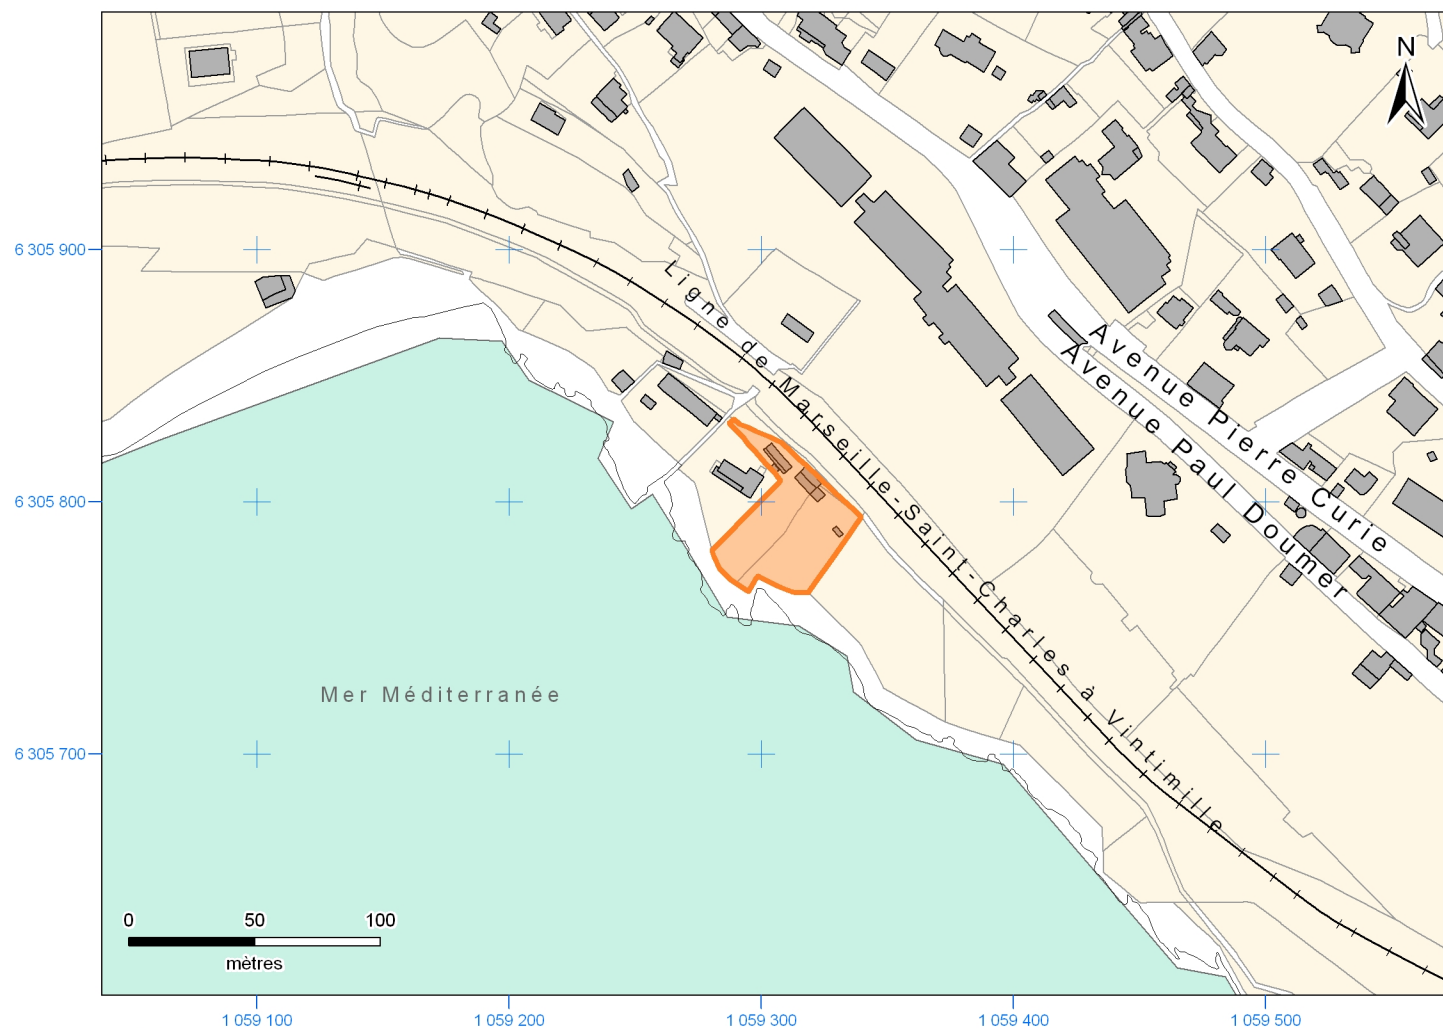 N
6 305 900
Ligne de Marseille-Saint-Charles à Vintimille
Avenue Pierre Curie
Avenue Paul Doumer
6 305 800
Mer Méditerranée
6 305 700
0 50 100
mètres
1 059 100 1 059 200 1 059 300 1 059 400 1 059 500